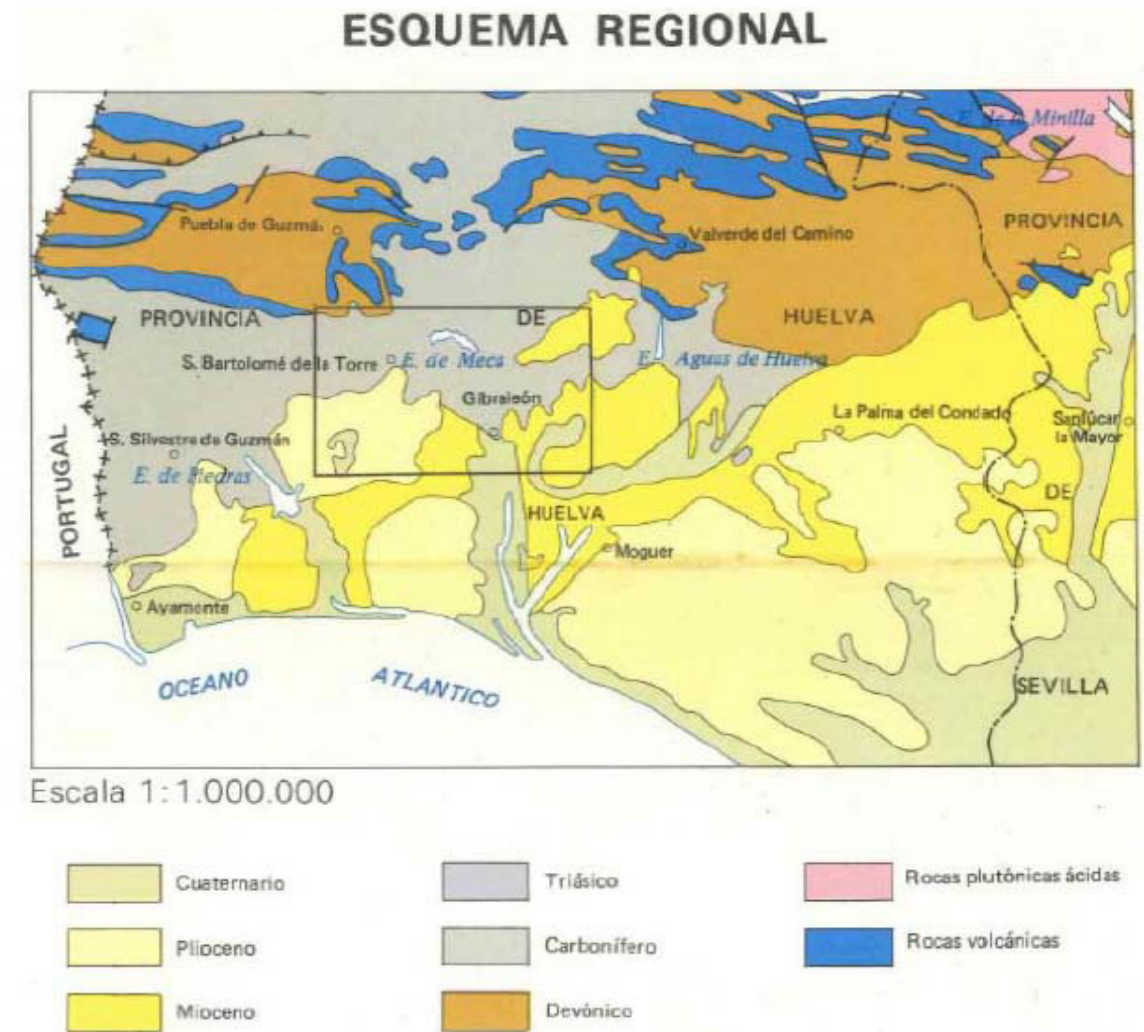 ESQUEMA REGIONAL
E. de la Minilla
Puebla de Guzmán
Valverde del Camino
PROVINCIA
PROVINCIA
DE
HUELVA
S. Bartolomé de la Torre
E. de Meca
E. Aguas de Huelva
Gibraleón
La Palma del Condado
Sanlúcar
la Mayor
S. Silvestre de Guzmán
E. de Piedras
PORTUGAL
HUELVA
DE
Moguer
Ayamonte
OCEANO
ATLANTICO
SEVILLA
Escala 1:1.000.000
Cuaternario
Triásico
Rocas plutónicas ácidas
Plioceno
Carbonífero
Rocas volcánicas
Mioceno
Devónico